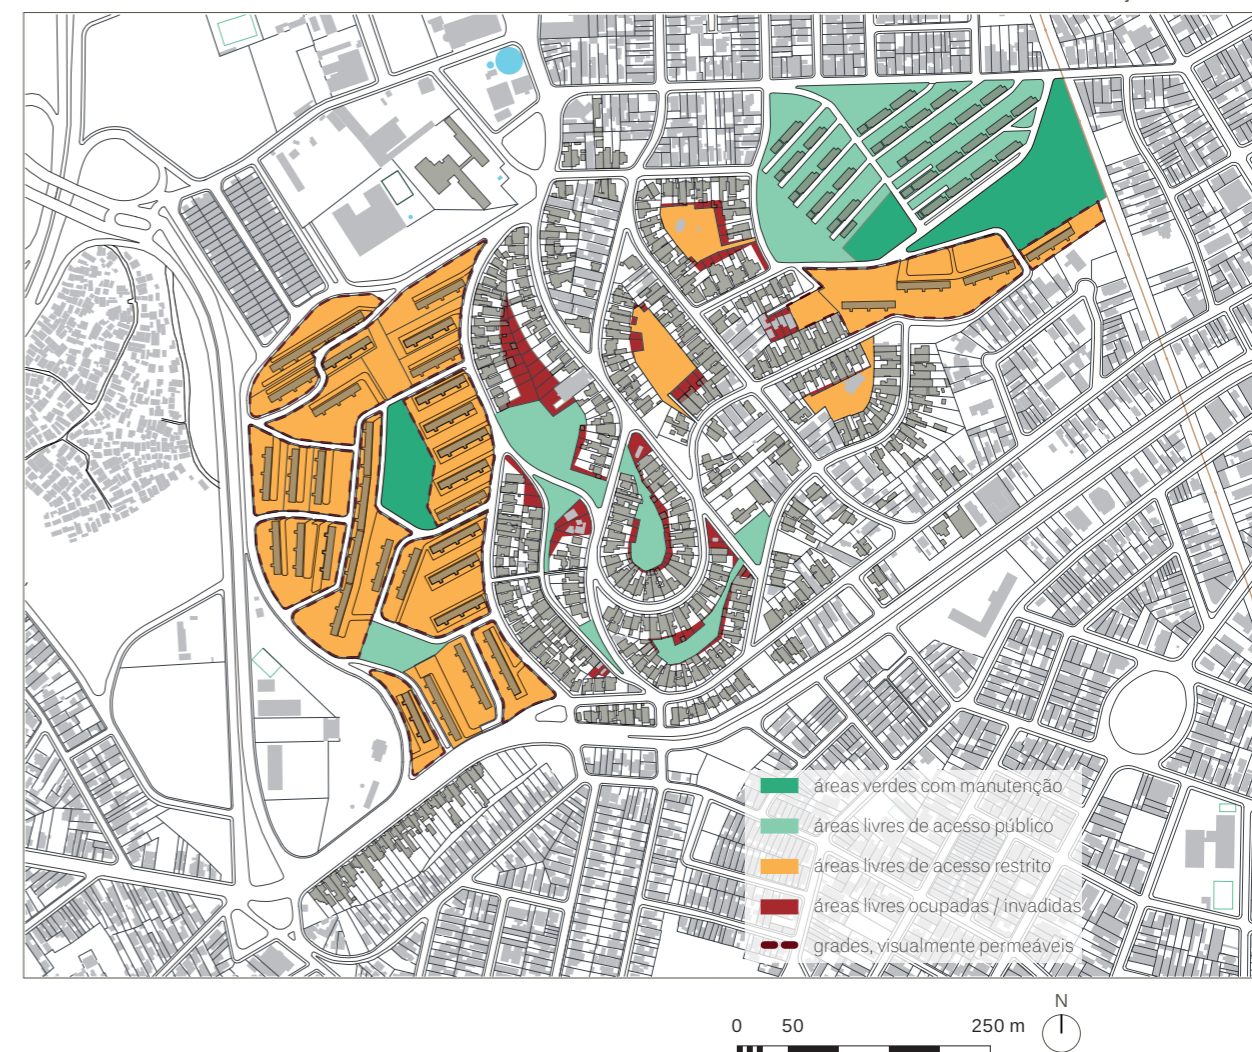 áreas verdes com manutenção
áreas livres de acesso público
áreas livres de acesso restrito
áreas livres ocupadas / invadidas
grades, visualmente permeáveis
N
0 50 250 m